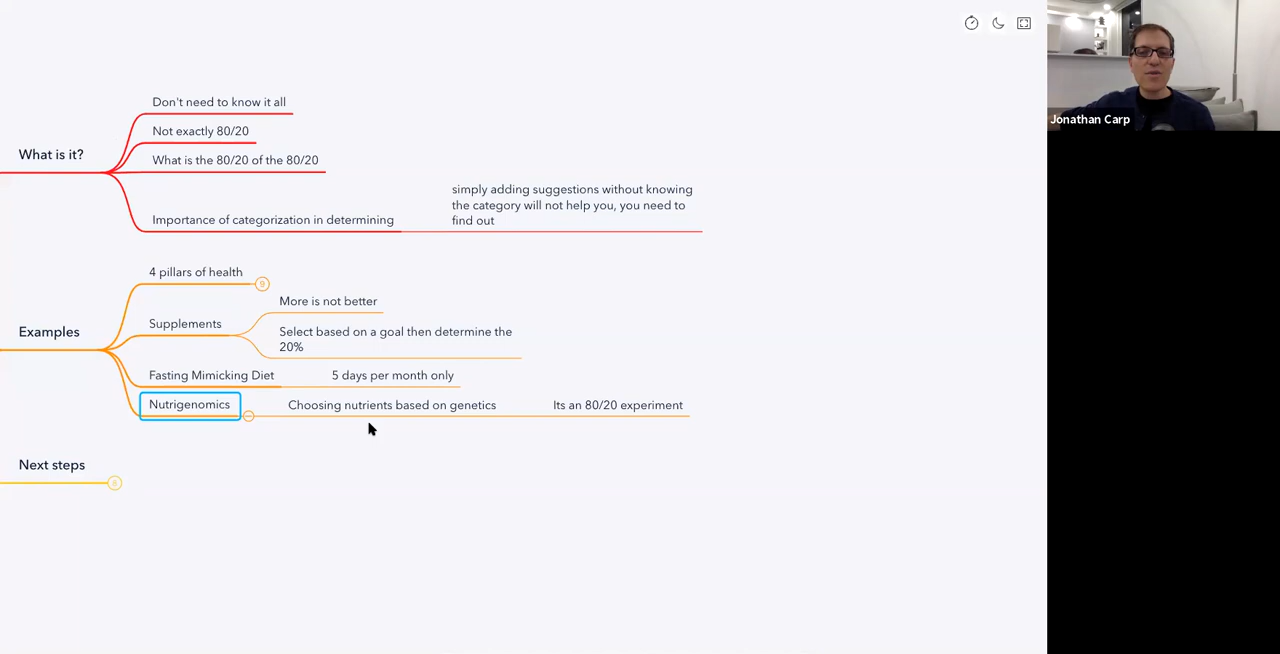 Jonathan Carp
What is it?
Don't need to know it all
Not exactly 80/20
What is the 80/20 of the 80/20
Importance of categorization in determining
simply adding suggestions without knowing
the category will not help you, you need to
find out
Examples
4 pillars of health
9
Supplements
More is not better
Select based on a goal then determine the
20%
Fasting Mimicking Diet
5 days per month only
Nutrigenomics
Choosing nutrients based on genetics
Its an 80/20 experiment
Next steps